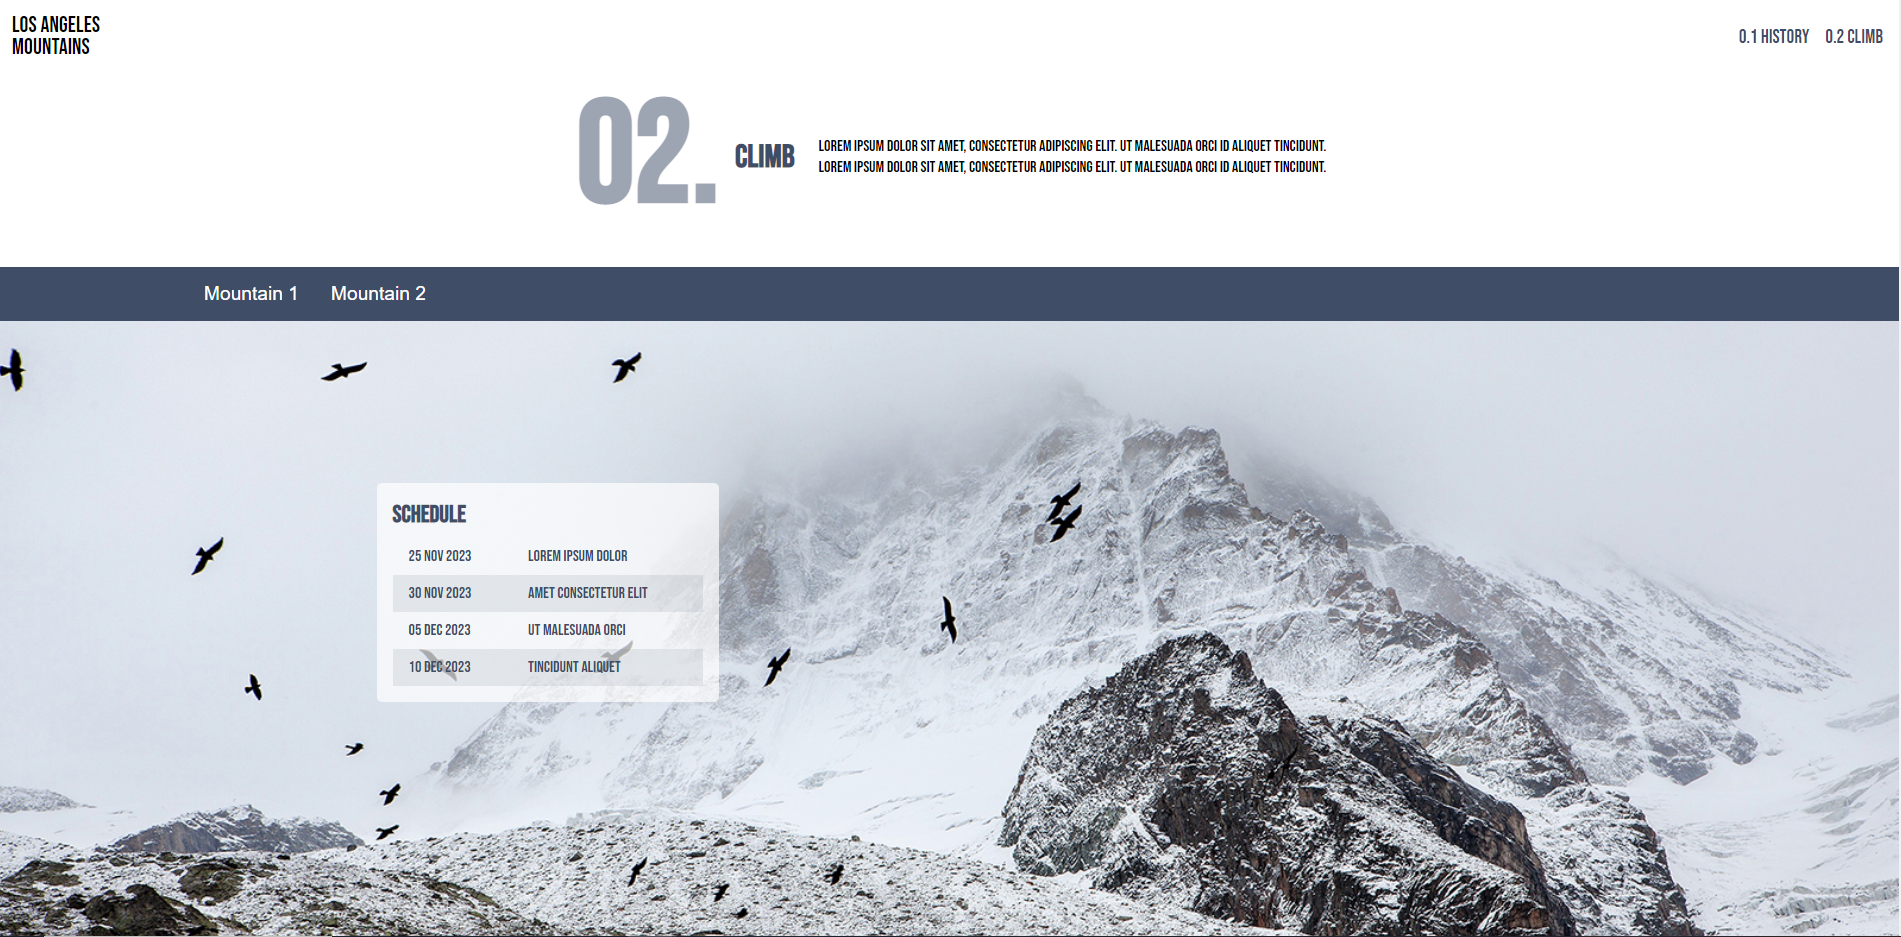 LOS ANGELES
MOUNTAINS
0.1 HISTORY 0.2 CLIMB
02. CLIMB
LOREM IPSUM DOLOR SIT AMET, CONSECTETUR ADIPISCING ELIT. UT MALESUADA ORCI ID ALIQUET TINCIDUNT.
LOREM IPSUM DOLOR SIT AMET, CONSECTETUR ADIPISCING ELIT. UT MALESUADA ORCI ID ALIQUET TINCIDUNT.
Mountain 1 Mountain 2
SCHEDULE
25 NOV 2023 LOREM IPSUM DOLOR
30 NOV 2023 AMET CONSECTETUR ELIT
05 DEC 2023 UT MALESUADA ORCI
10 DEC 2023 TINCIDUNT ALIQUET